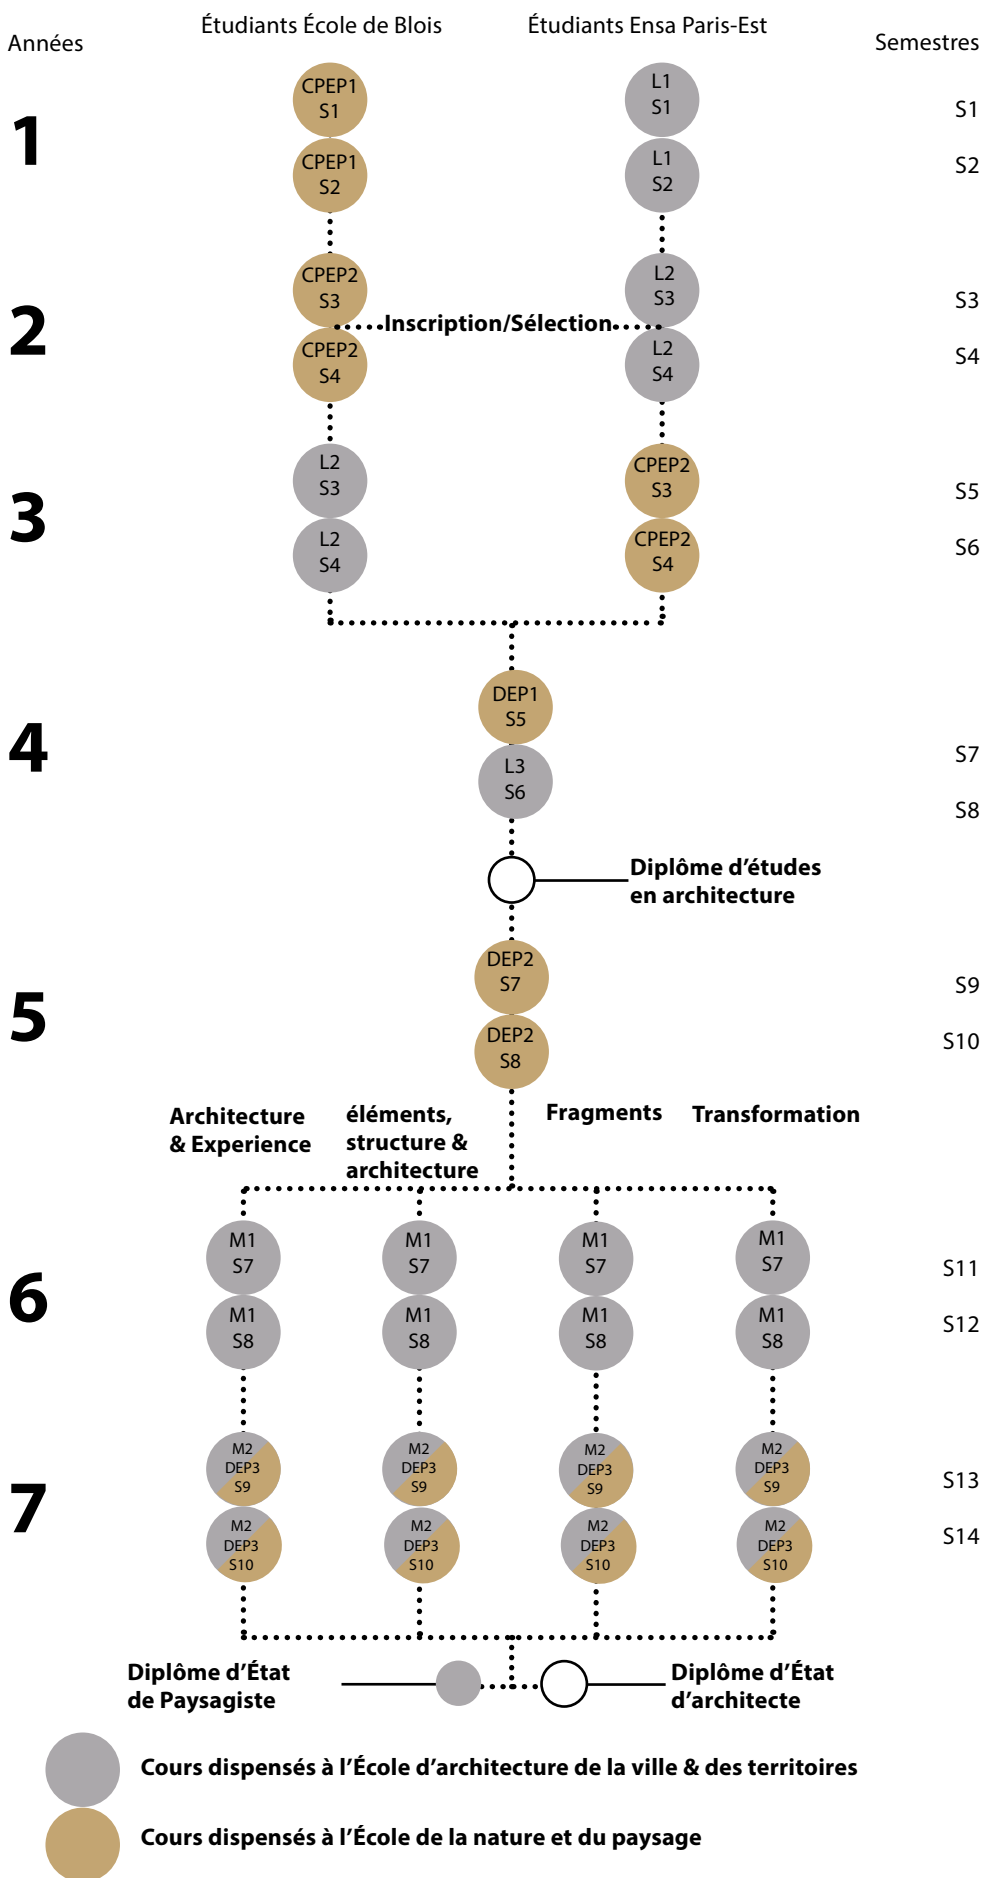 Années
Étudiants École de Blois
Étudiants Ensa Paris-Est
Semestres
1
CPEP1
S1
L1
S1
S1
CPEP1
S2
L1
S2
S2
2
CPEP2
S3
L2
S3
S3
Inscription/Sélection
CPEP2
S4
L2
S4
S4
3
L2
S3
CPEP2
S3
S5
L2
S4
CPEP2
S4
S6
4
DEP1
S5
S7
L3
S6
S8
Diplôme d’études
en architecture
5
DEP2
S7
S9
DEP2
S8
S10
Architecture
& Experience
éléments,
structure &
architecture
Fragments
Transformation
6
M1
S7
M1
S7
M1
S7
M1
S7
S11
M1
S8
M1
S8
M1
S8
M1
S8
S12
7
M2
DEP3
S9
M2
DEP3
S9
M2
DEP3
S9
M2
DEP3
S9
S13
M2
DEP3
S10
M2
DEP3
S10
M2
DEP3
S10
M2
DEP3
S10
S14
Diplôme d’État
de Paysagiste
Diplôme d’État
d’architecte
Cours dispensés à l’École d’architecture de la ville & des territoires
Cours dispensés à l’École de la nature et du paysage